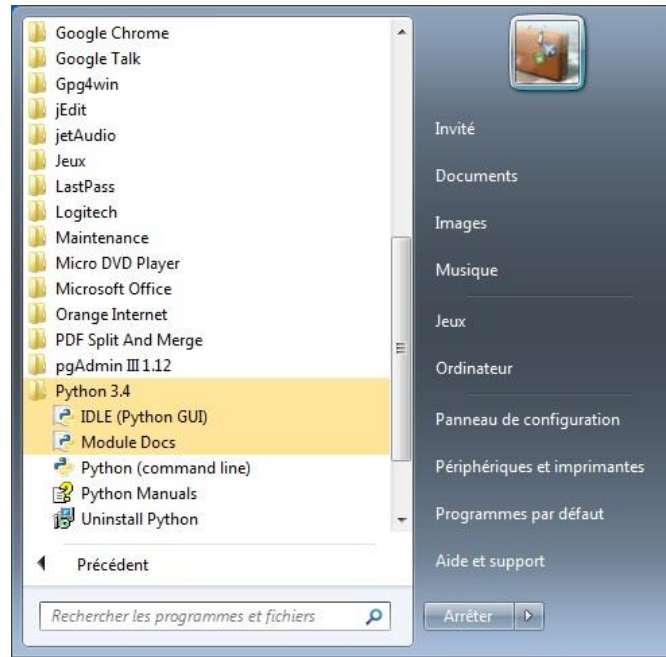 Google Chrome
Google Talk
Gpg4win
jEdit
jetAudio
Jeux
LastPass
Logitech
Maintenance
Micro DVD Player
Microsoft Office
Orange Internet
PDF Split And Merge
pgAdmin III 1.12
Python 3.4
IDLE (Python GUI)
Module Docs
Python (command line)
Python Manuals
Uninstall Python
Précédent
Rechercher les programmes et fichiers
Invité
Documents
Images
Musique
Jeux
Ordinateur
Panneau de configuration
Périphériques et imprimantes
Programmes par défaut
Aide et support
Arrêter